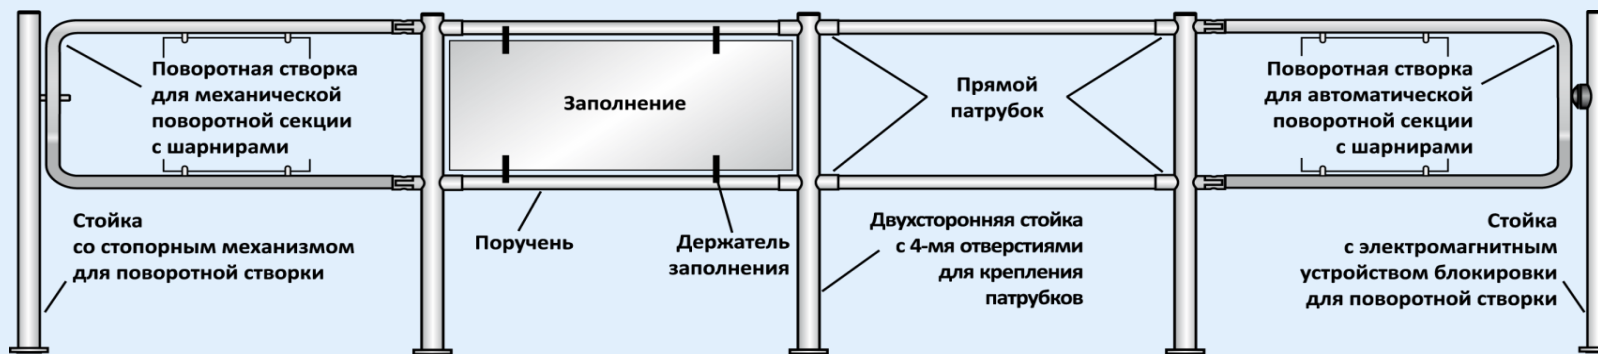 Поворотная створка
для механической
поворотной секции
с шарнирами
Заполнение
Прямой
патрубок
Поворотная створка
для автоматической
поворотной секции
с шарнирами
Стойка
со стопорным механизмом
для поворотной створки
Поручень
Держатель
заполнения
Двухсторонняя стойка
с 4-мя отверстиями
для крепления
патрубков
Стойка
с электромагнитным
устройством блокировки
для поворотной створки